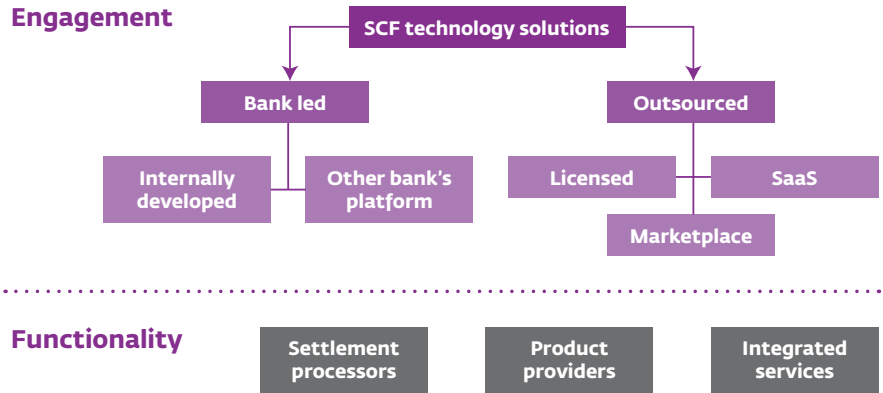 Engagement
SCF technology solutions
Bank led
Outsourced
Internally
developed
Other bank's
platform
Licensed
SaaS
Marketplace
Functionality
Settlement
processors
Product
providers
Integrated
services